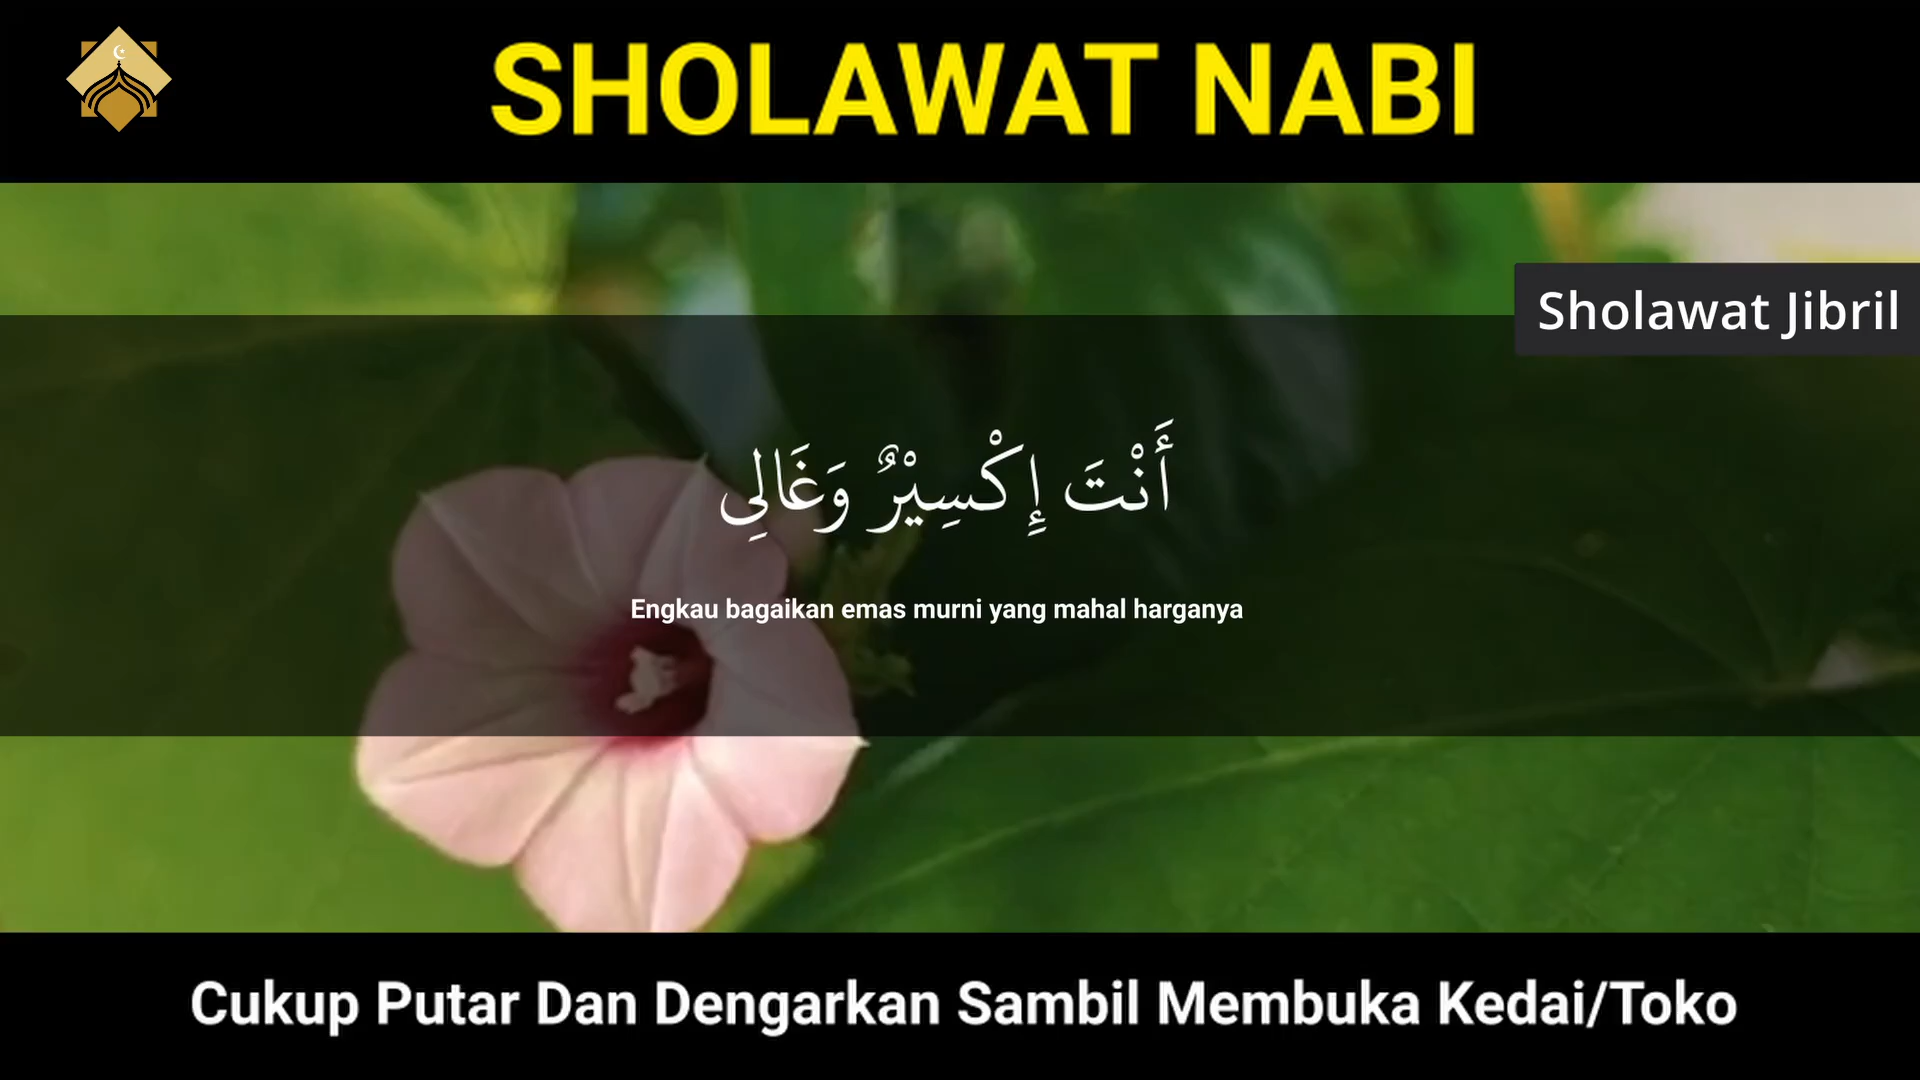 SHOLAWAT NABI
Sholawat Jibril
أَنْتَ إِكْسِيْرٌ وَغَالِي
Engkau bagaikan emas murni yang mahal harganya
Cukup Putar Dan Dengarkan Sambil Membuka Kedai/Toko